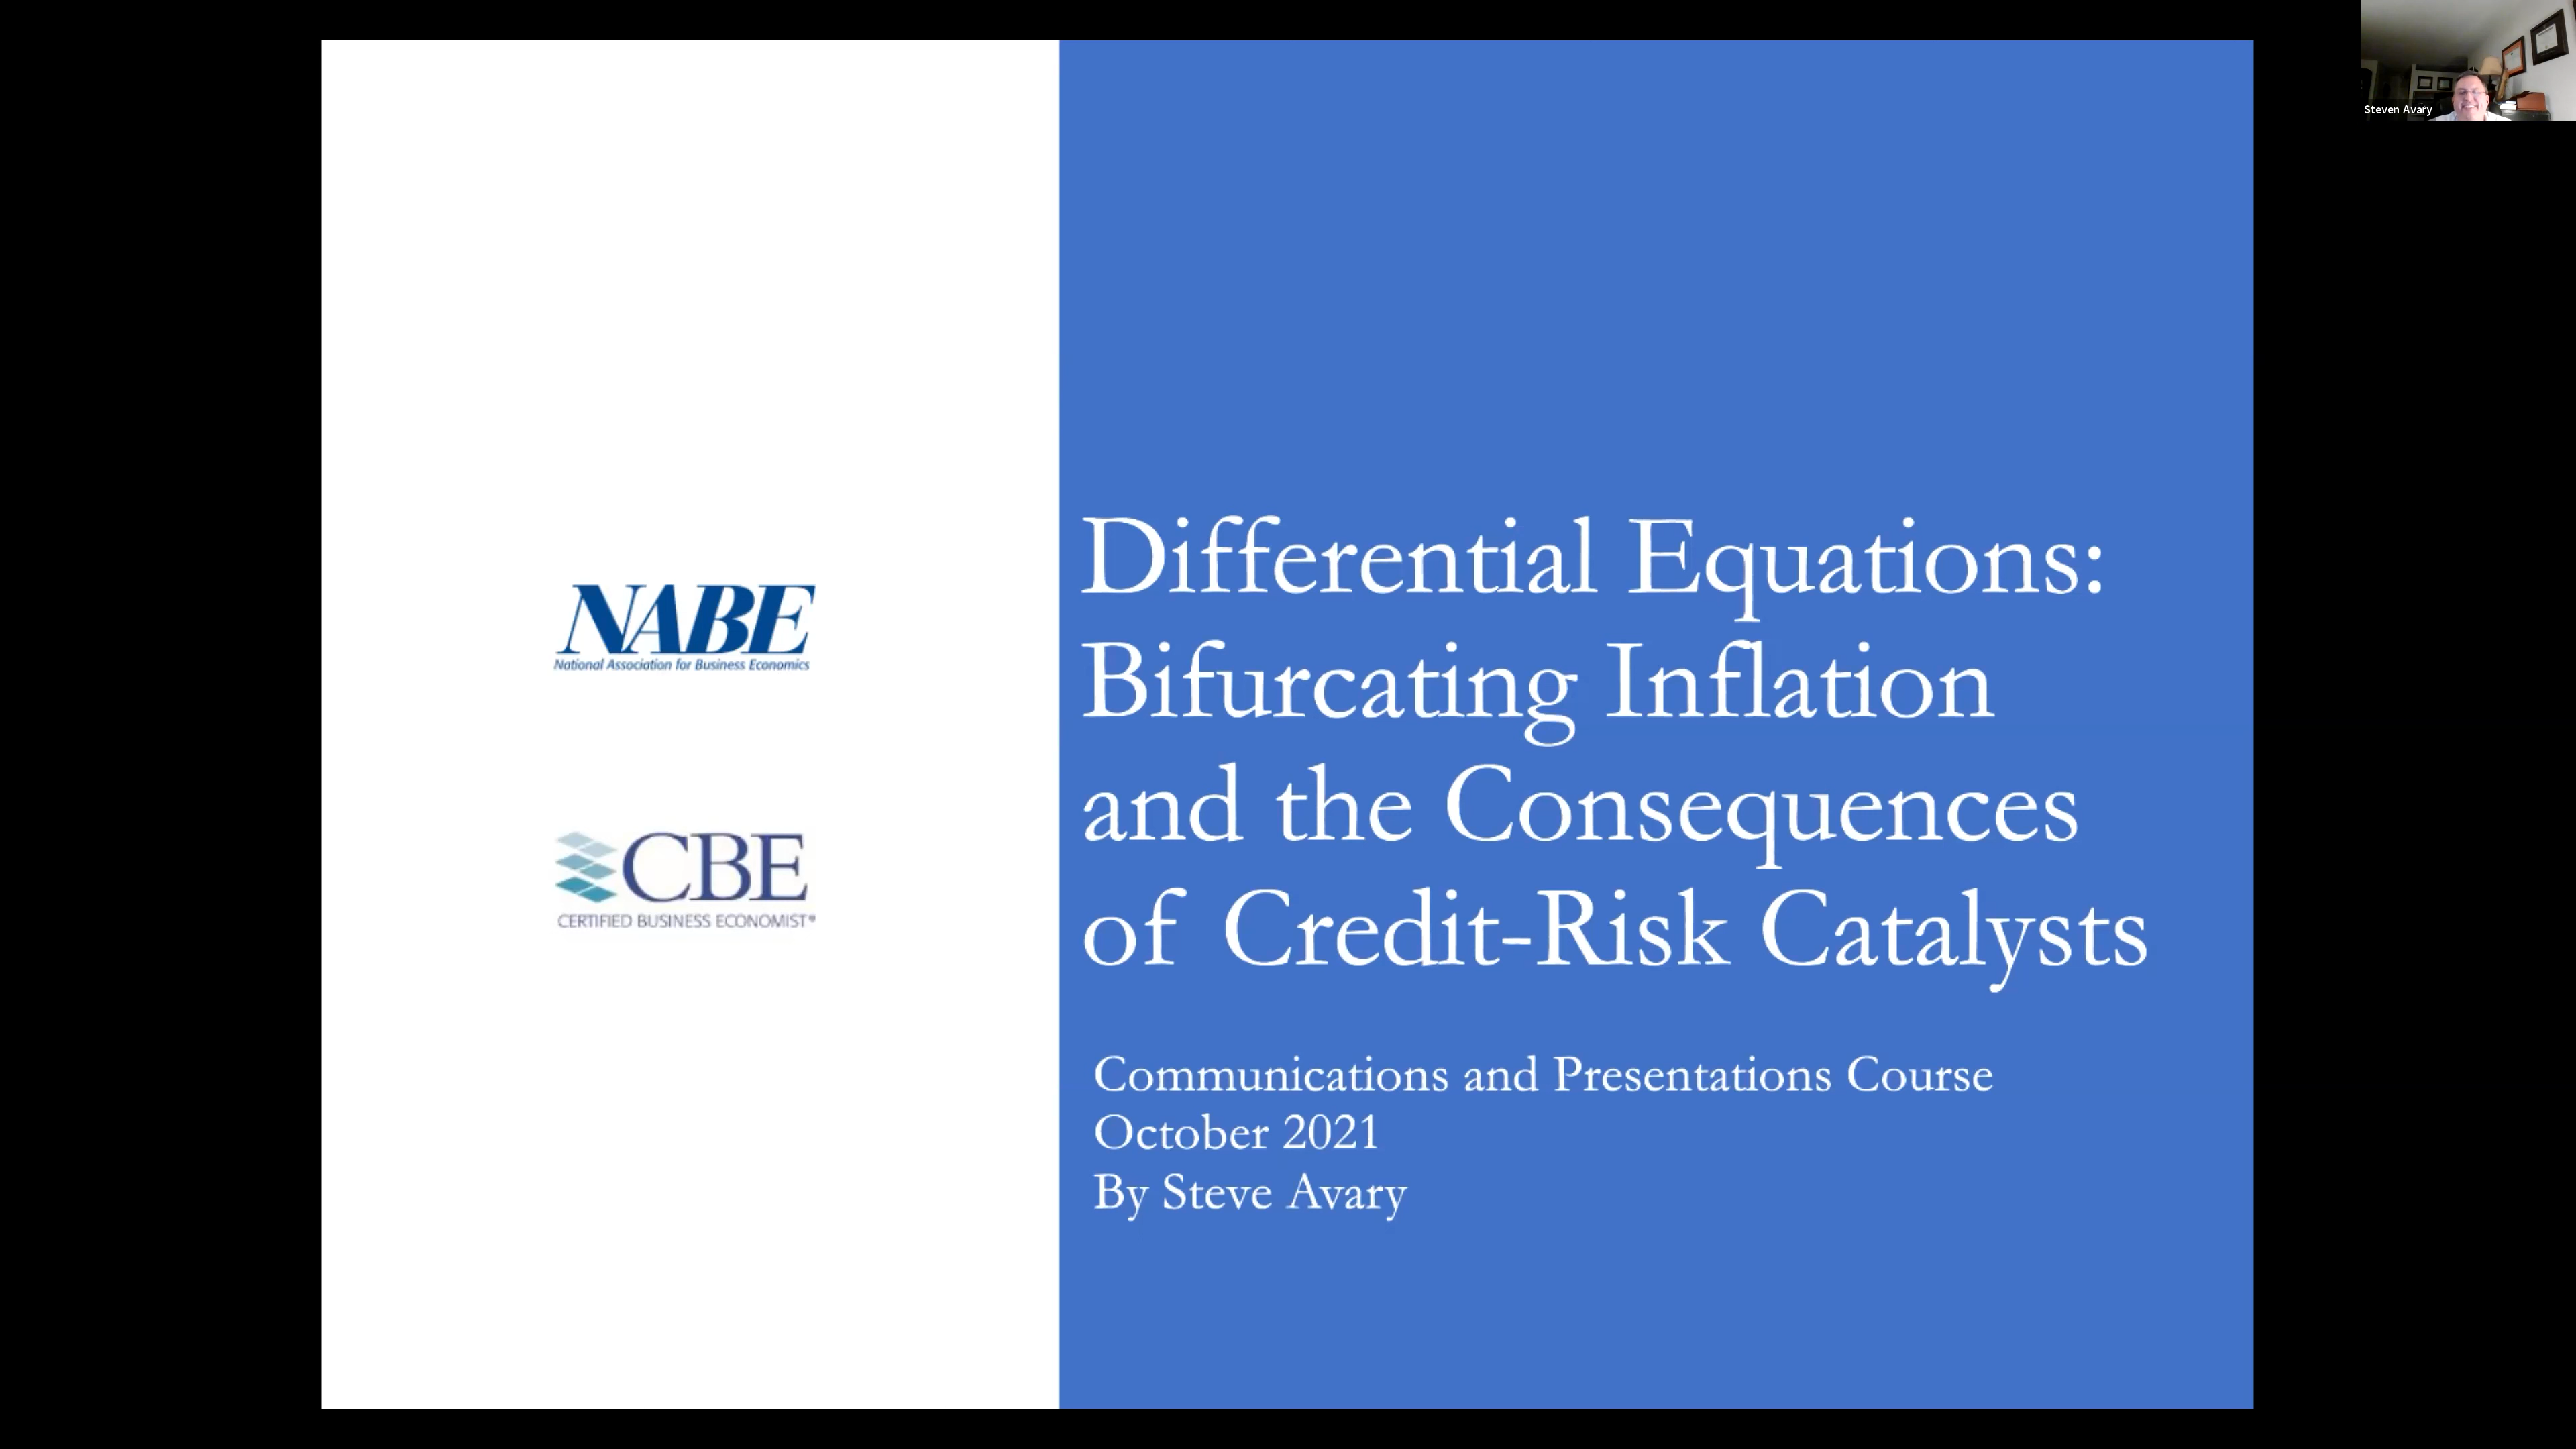 Steven Avary
NABE
National Association for Business Economics
CBE
CERTIFIED BUSINESS ECONOMIST®
Differential Equations:
Bifurcating Inflation
and the Consequences
of Credit-Risk Catalysts
Communications and Presentations Course
October 2021
By Steve Avary